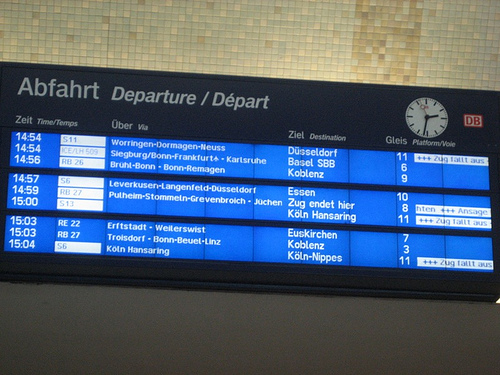 Abfahrt Departure / Départ
DB
Zeit Time/Temps Über Via Ziel Destination Gleis Platform/Voie
14:54 S11 Worringen-Dormagen-Neuss Düsseldorf 11 +++ Zug fällt aus
14:54 ICE/LH 509 Siegburg/Bonn-Frankfurt - Karlsruhe Basel SBB 6
14:56 RB 26 Brühl-Bonn - Bonn-Remagen Koblenz 9
14:57 S6 Leverkusen-Langenfeld-Düsseldorf Essen 10
14:59 RB 27 Pulheim-Stommeln-Grevenbroich - Jüchen Zug endet hier 8 hten +++ Ansage
15:00 S13 Köln Hansaring 11 +++ Zug fällt aus
15:03 RE 22 Erftstadt - Weilerswist Euskirchen 7
15:03 RB 27 Troisdorf - Bonn-Beuel-Linz Koblenz 3
15:04 S6 Köln Hansaring Köln-Nippes 11 +++ Zug fällt aus